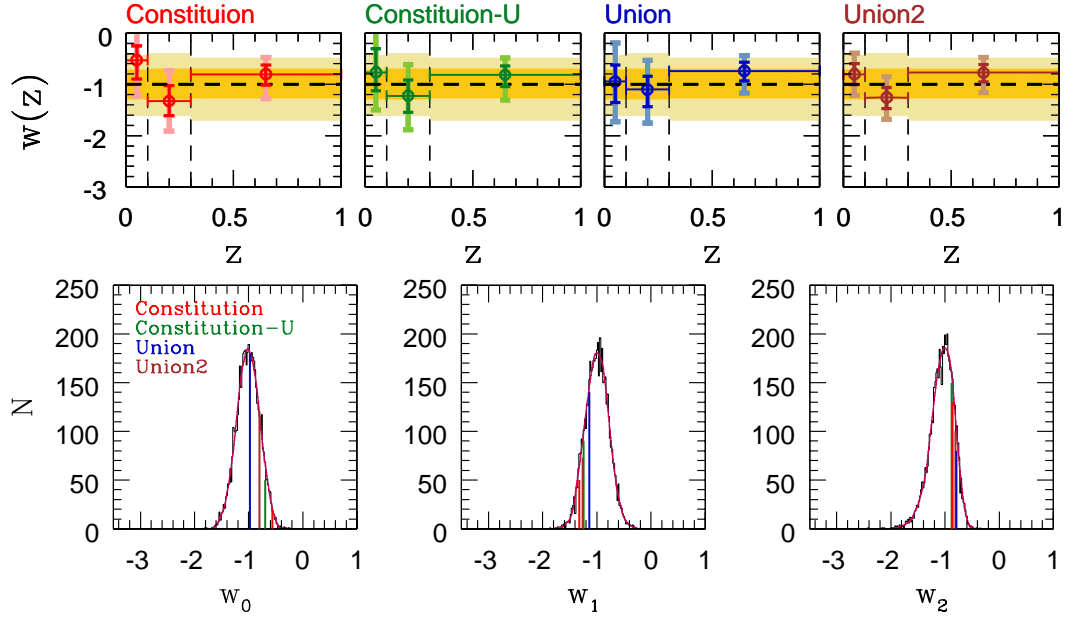 Constituion Constituion-U Union Union2
w(z)
0
-1
-2
-3
0 0.5 1 0 0.5 1 0 0.5 1 0 0.5 1
z z z z
N
250 250 250
200 200 200
150 150 150
100 100 100
50 50 50
0 0 0
Constitution
Constitution-U
Union
Union2
-3 -2 -1 0 1 -3 -2 -1 0 1 -3 -2 -1 0 1
w0 w1 w2